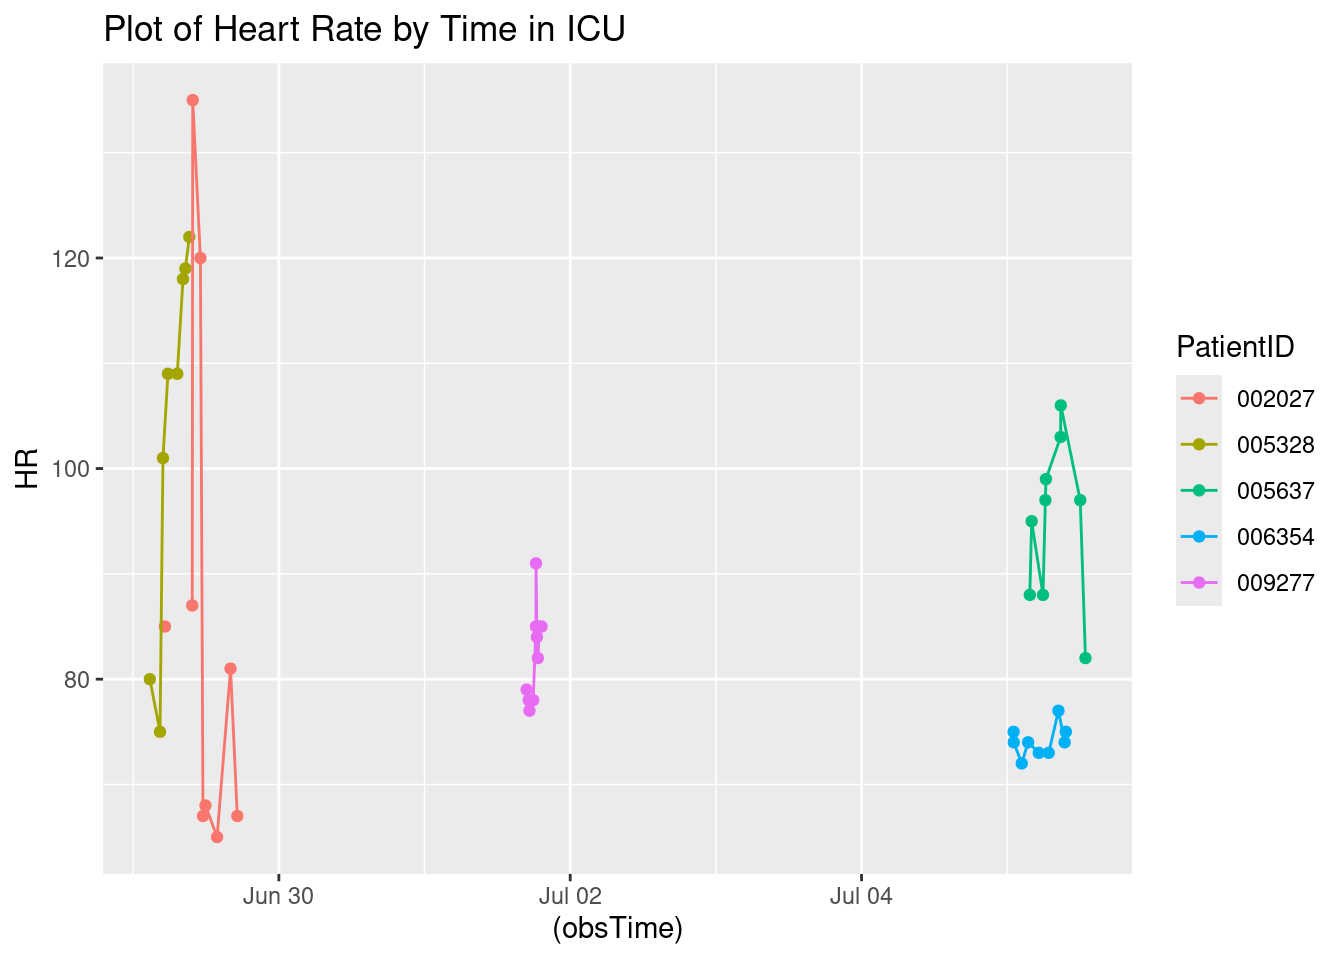 Plot of Heart Rate by Time in ICU
HR
120
100
80
Jun 30
Jul 02
Jul 04
(obsTime)
PatientID
002027
005328
005637
006354
009277